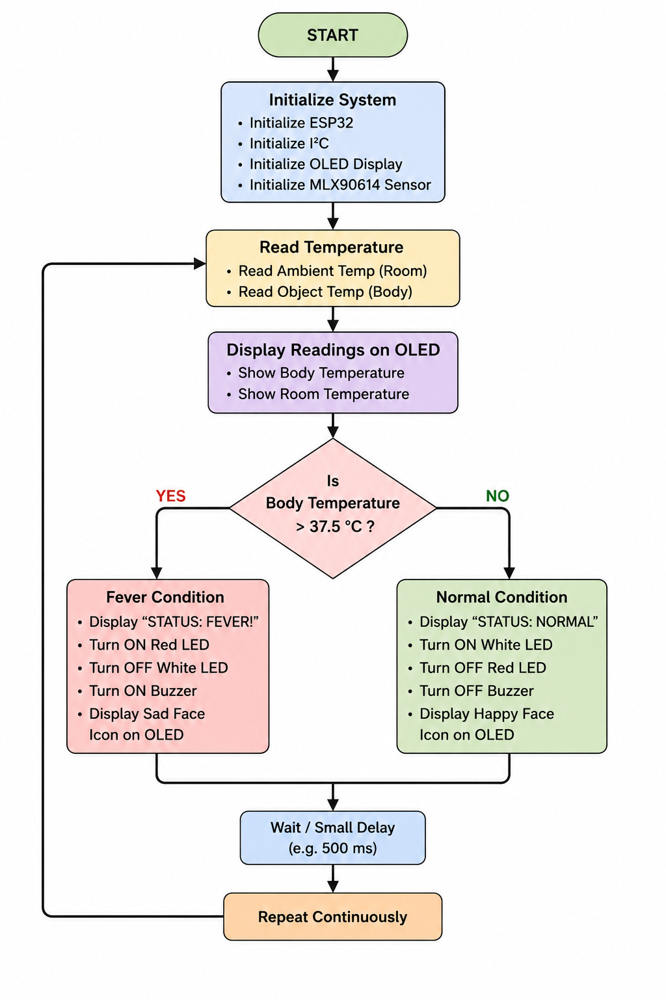 START
Initialize System
• Initialize ESP32
• Initialize I²C
• Initialize OLED Display
• Initialize MLX90614 Sensor
Read Temperature
• Read Ambient Temp (Room)
• Read Object Temp (Body)
Display Readings on OLED
• Show Body Temperature
• Show Room Temperature
Is
Body Temperature
> 37.5 °C ?
YES
NO
Fever Condition
• Display “STATUS: FEVER!”
• Turn ON Red LED
• Turn OFF White LED
• Turn ON Buzzer
• Display Sad Face
Icon on OLED
Normal Condition
• Display “STATUS: NORMAL”
• Turn ON White LED
• Turn OFF Red LED
• Turn OFF Buzzer
• Display Happy Face
Icon on OLED
Wait / Small Delay
(e.g. 500 ms)
Repeat Continuously